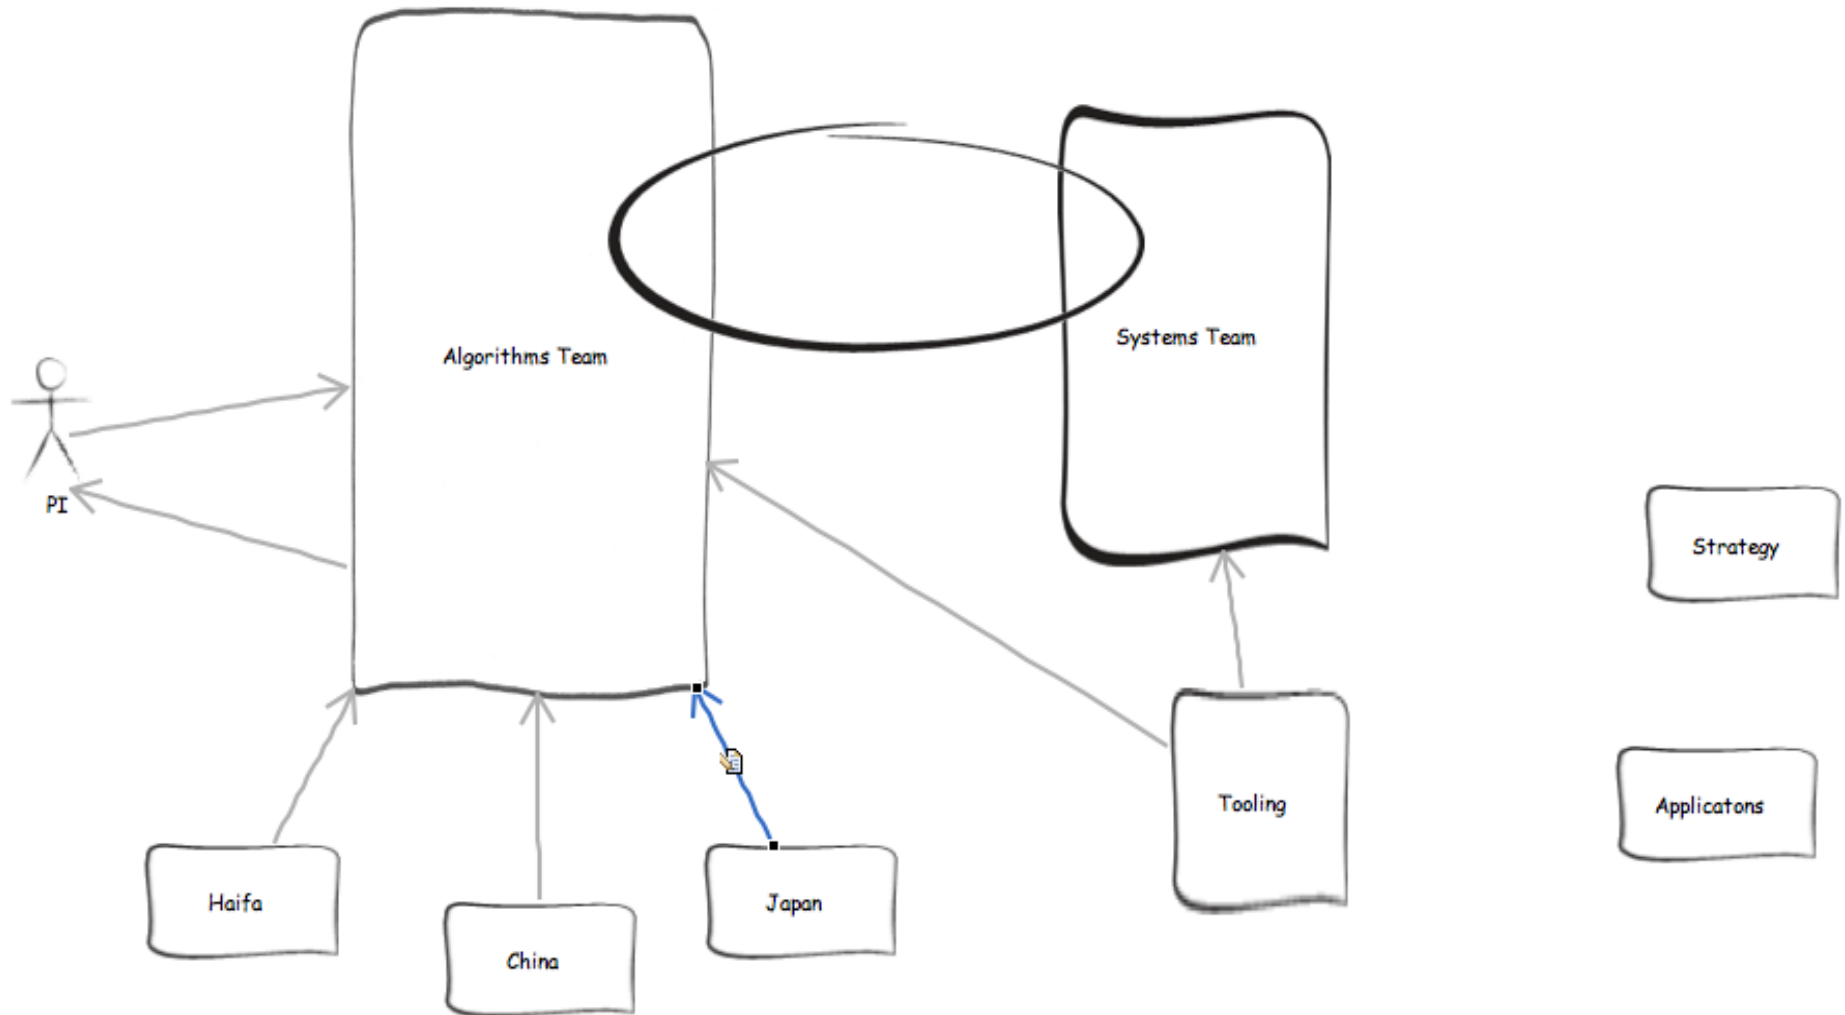 Algorithms Team
Systems Team
PI
Strategy
Tooling
Applicatons
Haifa
Japan
China